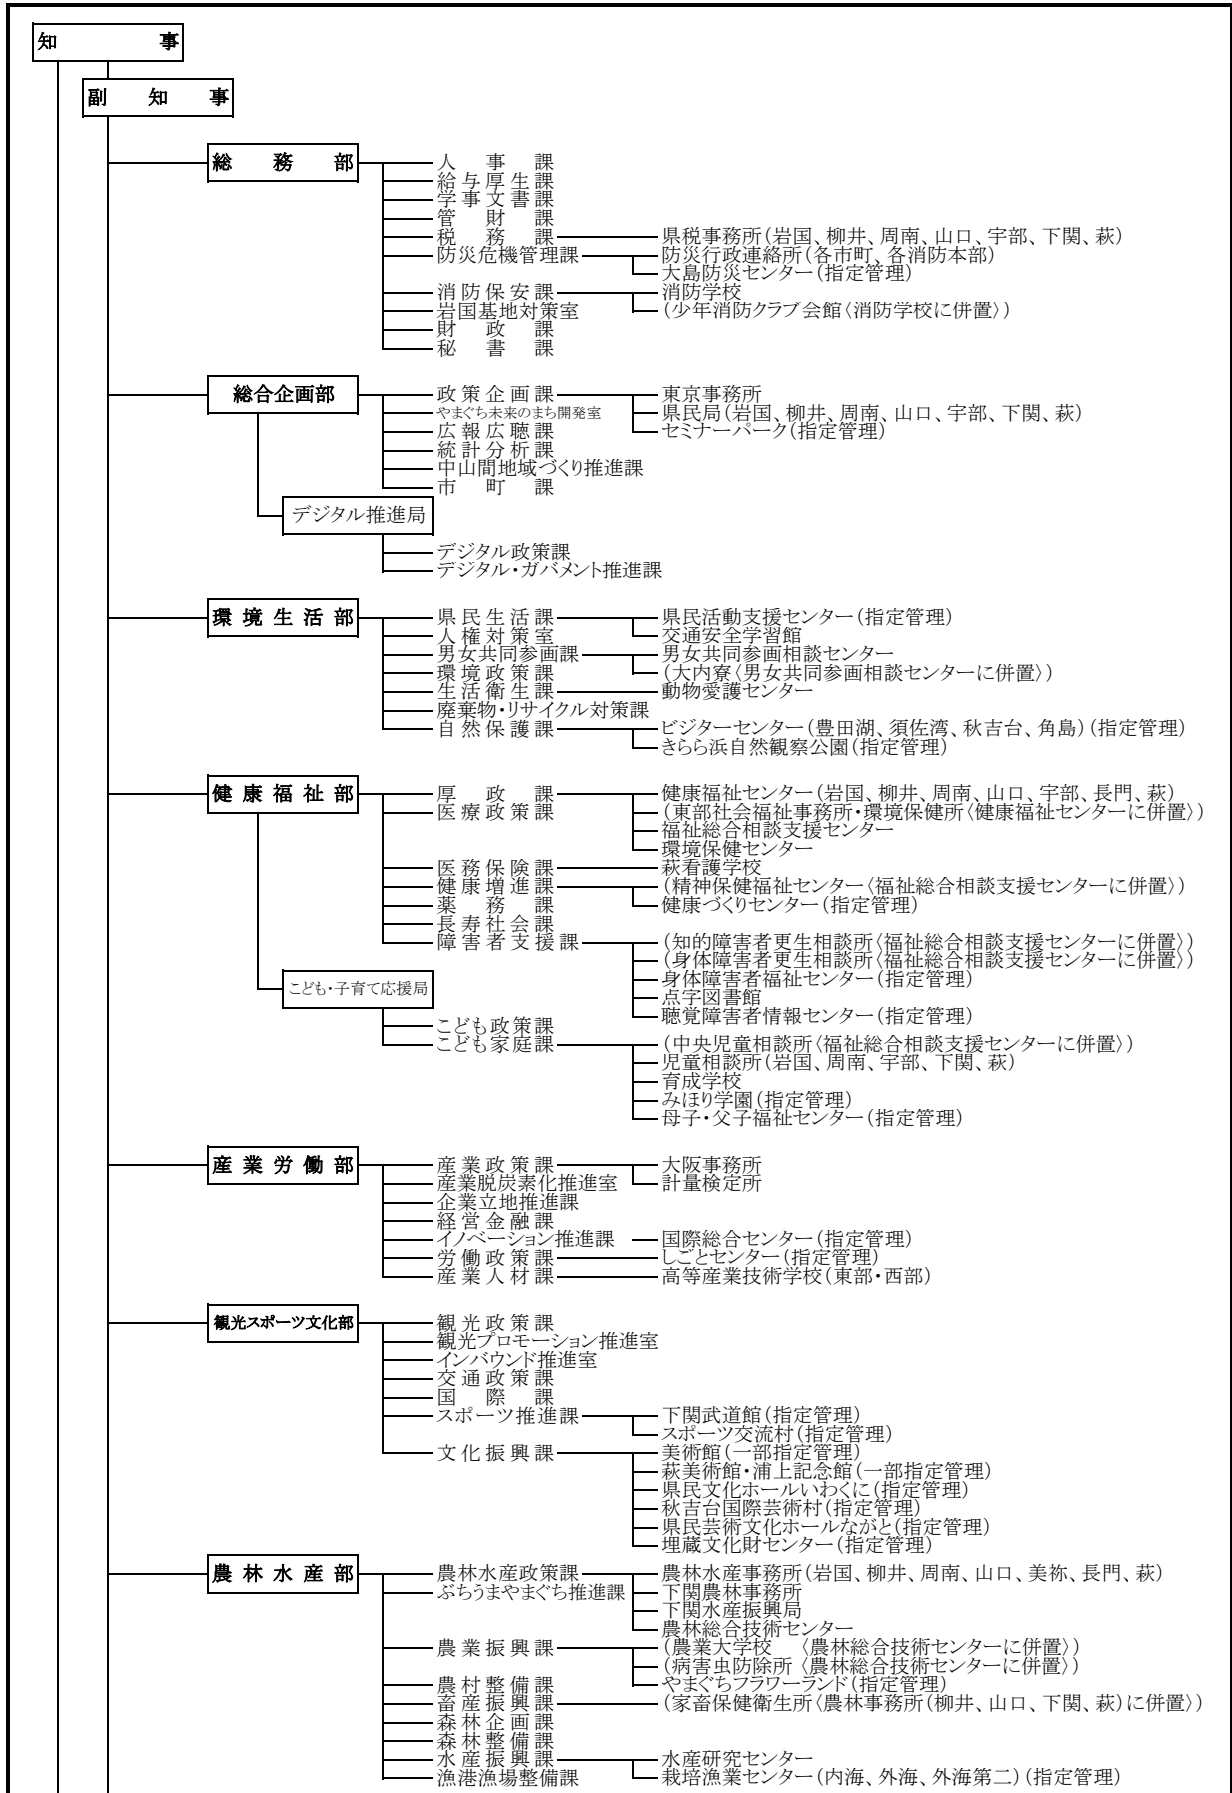 知事
副知事
総務部
人事課
給与厚生課
学事文書課
管財課
税務課 県税事務所(岩国、柳井、周南、山口、宇部、下関、萩)
防災危機管理課 防災行政連絡所(各市町、各消防本部)
大島防災センター(指定管理)
消防保安課 消防学校
岩国基地対策室 (少年消防クラブ会館〈消防学校に併置〉)
財政課
秘書課
総合企画部
政策企画課 東京事務所
やまぐち未来のまち開発室 県民局(岩国、柳井、周南、山口、宇部、下関、萩)
広報広聴課 セミナーパーク(指定管理)
統計分析課
中山間地域づくり推進課
市町課
デジタル推進局
デジタル政策課
デジタル・ガバメント推進課
環境生活部
県民生活課 県民活動支援センター(指定管理)
人権対策室 交通安全学習館
男女共同参画課 男女共同参画相談センター
環境政策課 (大内寮〈男女共同参画相談センターに併置〉)
生活衛生課 動物愛護センター
廃棄物・リサイクル対策課
自然保護課 ビジターセンター(豊田湖、須佐湾、秋吉台、角島)(指定管理)
きらら浜自然観察公園(指定管理)
健康福祉部
厚政課 健康福祉センター(岩国、柳井、周南、山口、宇部、長門、萩)
医療政策課 (東部社会福祉事務所・環境保健所〈健康福祉センターに併置〉)
福祉総合相談支援センター
環境保健センター
医務保険課 萩看護学校
健康増進課 (精神保健福祉センター〈福祉総合相談支援センターに併置〉)
薬務課 健康づくりセンター(指定管理)
長寿社会課
障害者支援課 (知的障害者更生相談所〈福祉総合相談支援センターに併置〉)
(身体障害者更生相談所〈福祉総合相談支援センターに併置〉)
身体障害者福祉センター(指定管理)
点字図書館
聴覚障害者情報センター(指定管理)
こども・子育て応援局
こども政策課
こども家庭課 (中央児童相談所〈福祉総合相談支援センターに併置〉)
児童相談所(岩国、周南、宇部、下関、萩)
育成学校
みほり学園(指定管理)
母子・父子福祉センター(指定管理)
産業労働部
産業政策課 大阪事務所
産業脱炭素化推進室 計量検定所
企業立地推進課
経営金融課
イノベーション推進課 国際総合センター(指定管理)
労働政策課 しごとセンター(指定管理)
産業人材課 高等産業技術学校(東部・西部)
観光スポーツ文化部
観光政策課
観光プロモーション推進室
インバウンド推進室
交通政策課
国際課
スポーツ推進課 下関武道館(指定管理)
スポーツ交流村(指定管理)
文化振興課 美術館(一部指定管理)
萩美術館・浦上記念館(一部指定管理)
県民文化ホールいわくに(指定管理)
秋吉台国際芸術村(指定管理)
県民芸術文化ホールながと(指定管理)
埋蔵文化財センター(指定管理)
農林水産部
農林水産政策課 農林水産事務所(岩国、柳井、周南、山口、美祢、長門、萩)
ぶちうまやまぐち推進課 下関農林事務所
下関水産振興局
農林総合技術センター
農業振興課 (農業大学校 〈農林総合技術センターに併置〉)
(病害虫防除所〈農林総合技術センターに併置〉)
農村整備課 やまぐちフラワーランド(指定管理)
畜産振興課 (家畜保健衛生所〈農林事務所(柳井、山口、下関、萩)に併置〉)
森林企画課
森林整備課
水産振興課 水産研究センター
漁港漁場整備課 栽培漁業センター(内海、外海、外海第二)(指定管理)